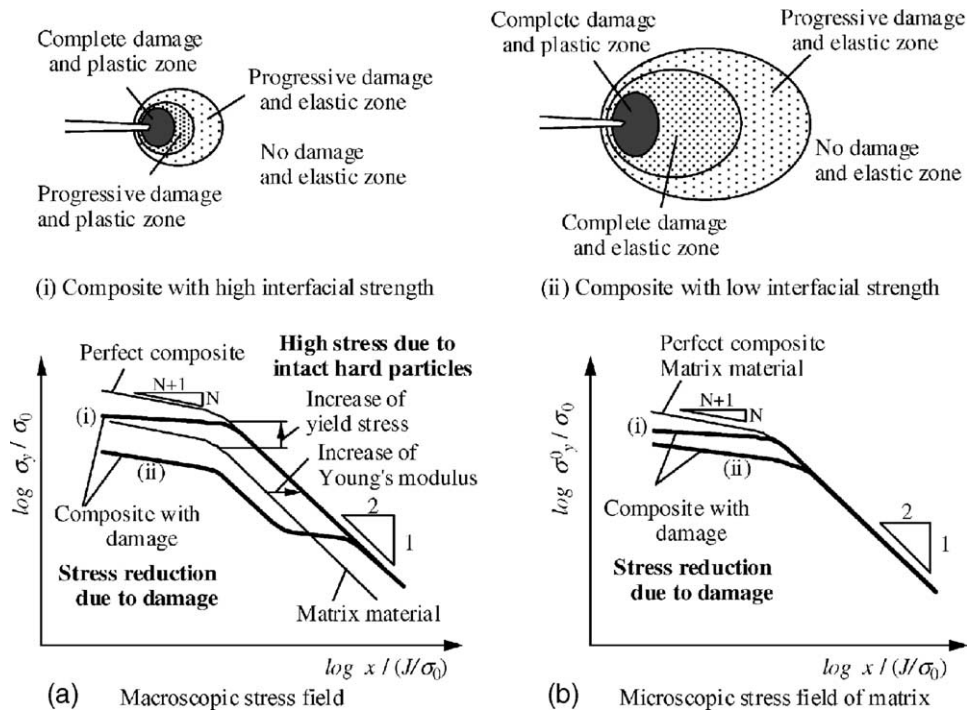 Complete damage
and plastic zone
Progressive damage
and elastic zone
No damage
and elastic zone
Progressive damage
and plastic zone
(i) Composite with high interfacial strength
Complete damage
and plastic zone
Progressive damage
and elastic zone
No damage
and elastic zone
Complete damage
and elastic zone
(ii) Composite with low interfacial strength
log σy / σ0
Perfect composite
High stress due to
intact hard particles
N+1
N
(i)
Increase of
yield stress
Increase of
Young's modulus
(ii)
2
1
Composite with
damage
Stress reduction
due to damage
Matrix material
log x / (J/σ0)
(a) Macroscopic stress field
log σ⁰y / σ0
Perfect composite
Matrix material
N+1
N
(i)
(ii)
2
1
Composite with
damage
Stress reduction
due to damage
log x / (J/σ0)
(b) Microscopic stress field of matrix